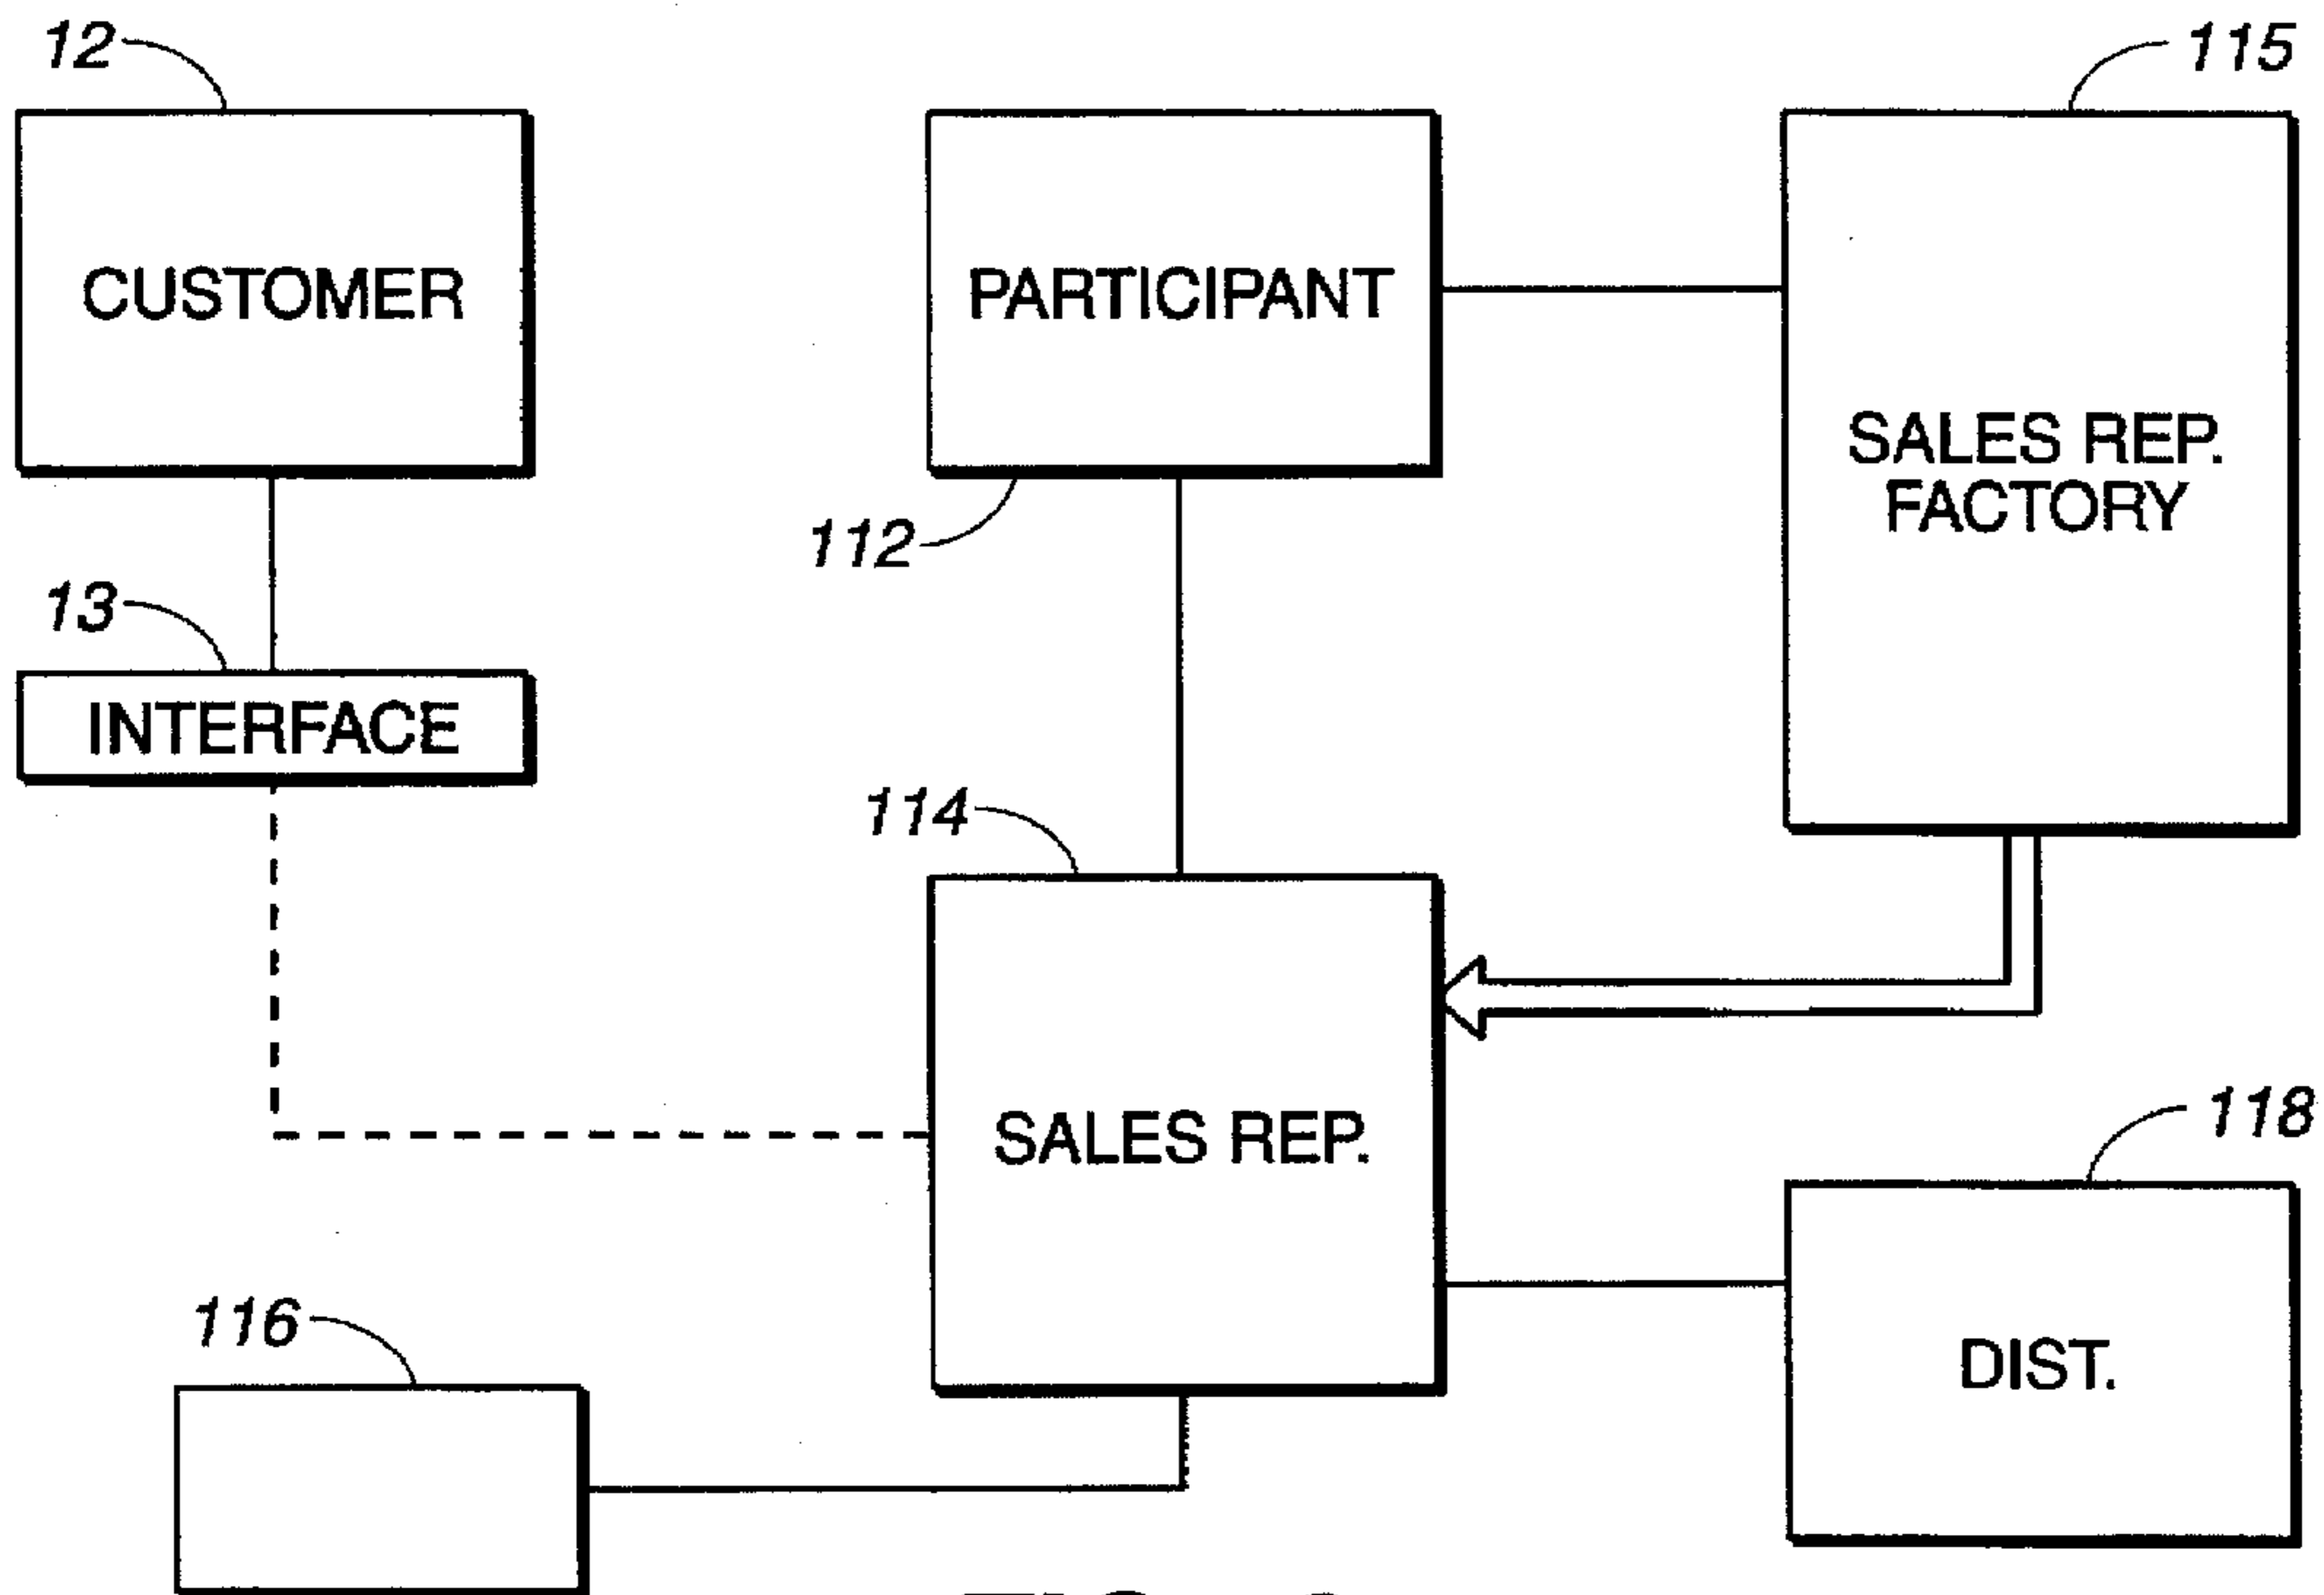 12
115
CUSTOMER
PARTICIPANT
SALES REP.
FACTORY
112
13
INTERFACE
114
SALES REP.
118
116
DIST.